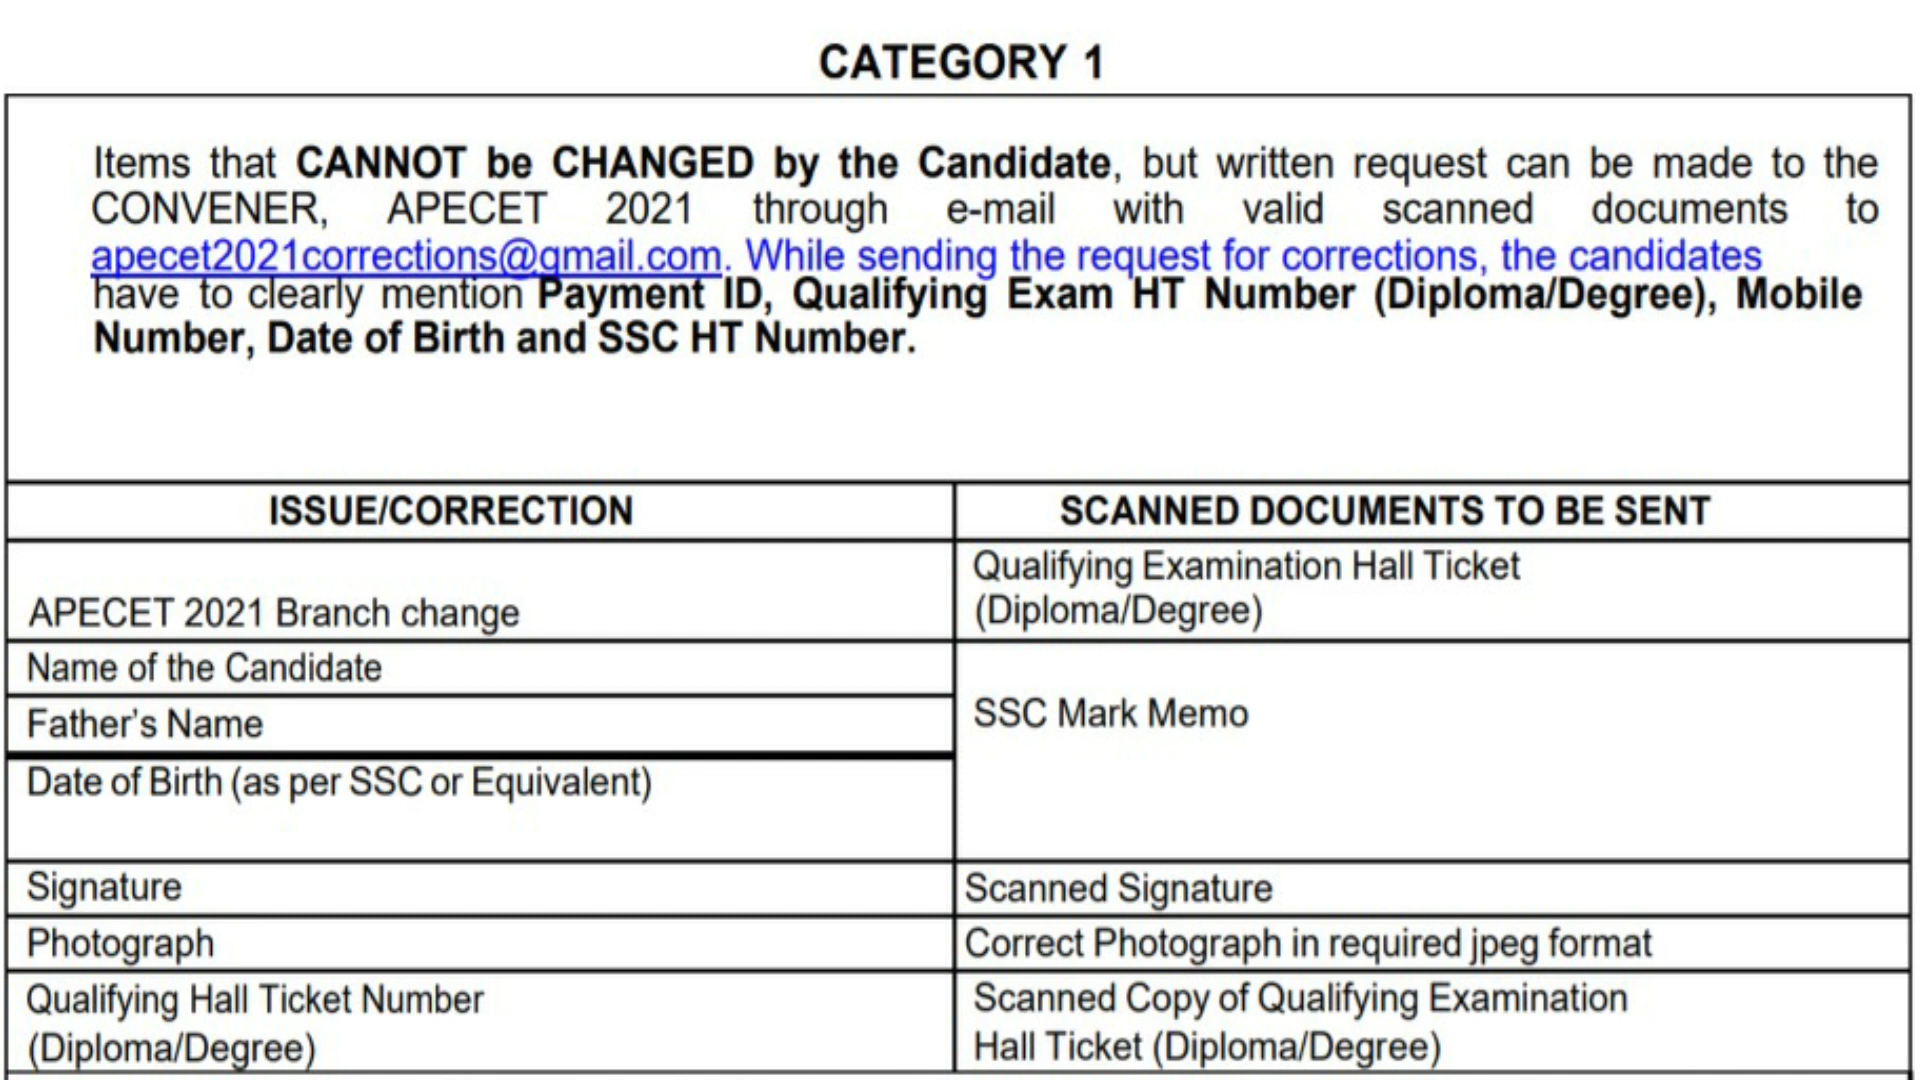 CATEGORY 1
Items that CANNOT be CHANGED by the Candidate, but written request can be made to the
CONVENER, APECET 2021 through e-mail with valid scanned documents to
apecet2021corrections@gmail.com. While sending the request for corrections, the candidates
have to clearly mention Payment ID, Qualifying Exam HT Number (Diploma/Degree), Mobile
Number, Date of Birth and SSC HT Number.
ISSUE/CORRECTION
SCANNED DOCUMENTS TO BE SENT
APECET 2021 Branch change
Qualifying Examination Hall Ticket
(Diploma/Degree)
Name of the Candidate
Father’s Name
Date of Birth (as per SSC or Equivalent)
SSC Mark Memo
Signature
Scanned Signature
Photograph
Correct Photograph in required jpeg format
Qualifying Hall Ticket Number
(Diploma/Degree)
Scanned Copy of Qualifying Examination
Hall Ticket (Diploma/Degree)